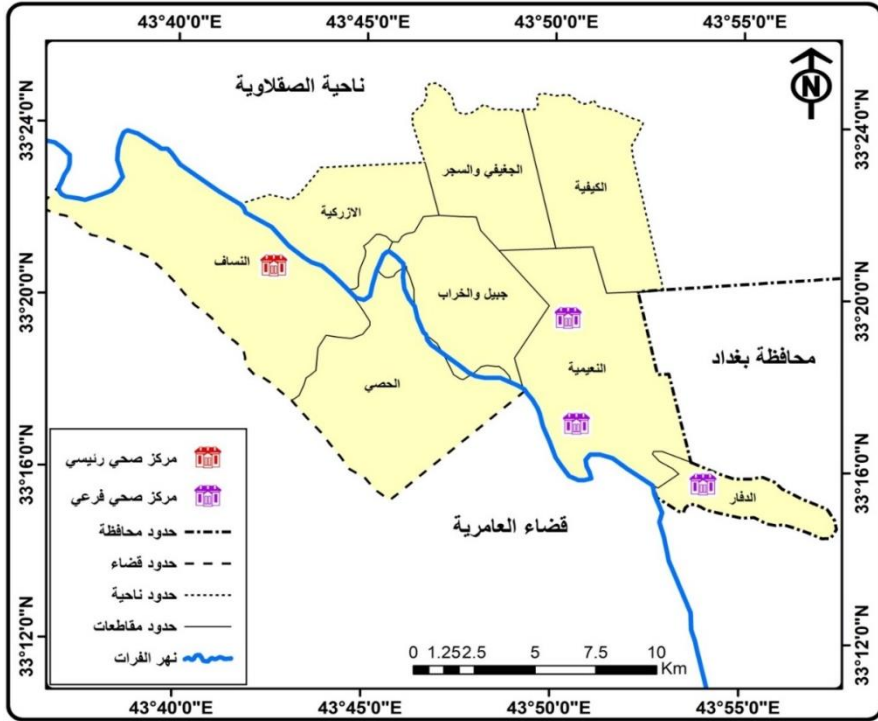 43°40'0"E 43°45'0"E 43°50'0"E 43°55'0"E
33°24'0"N
33°20'0"N
33°16'0"N
33°12'0"N
33°24'0"N
33°20'0"N
33°16'0"N
33°12'0"N
N
ناحية الصقلاوية
الجغيفي والسجر
الكيفية
الازركية
النساف
جبيل والخراب
محافظة بغداد
النعيمية
الحصي
الدفار
قضاء العامرية
مركز صحي رئيسي
مركز صحي فرعي
حدود محافظة
حدود قضاء
حدود ناحية
حدود مقاطعات
نهر الفرات
0 1.25 2.5 5 7.5 10
Km
43°40'0"E 43°45'0"E 43°50'0"E 43°55'0"E